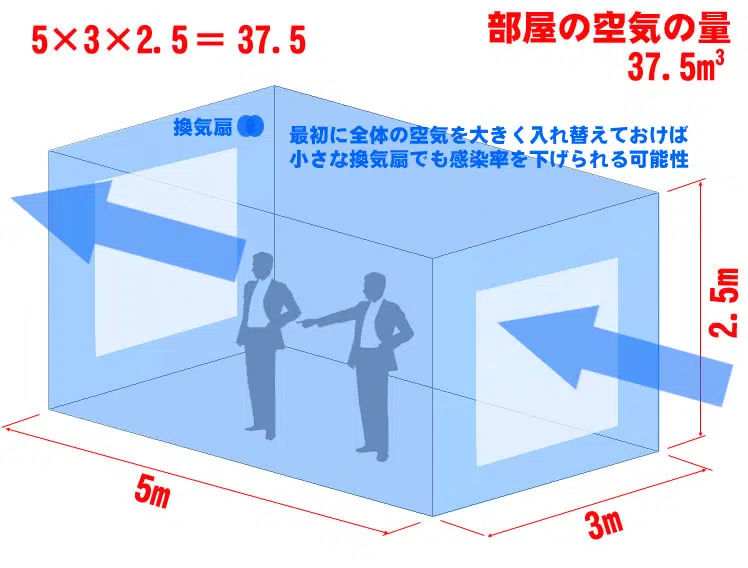 5×3×2.5＝37.5
部屋の空気の量
37.5m³
換気扇
最初に全体の空気を大きく入れ替えておけば
小さな換気扇でも感染率を下げられる可能性
2.5m
5m
3m